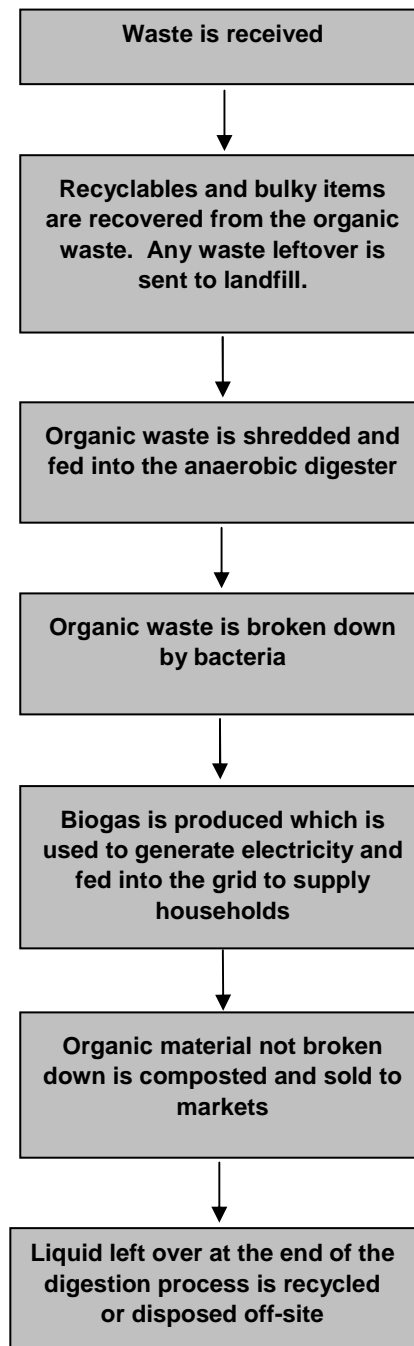 Waste is received
Recyclables and bulky items
are recovered from the organic
waste. Any waste leftover is
sent to landfill.
Organic waste is shredded and
fed into the anaerobic digester
Organic waste is broken down
by bacteria
Biogas is produced which is
used to generate electricity and
fed into the grid to supply
households
Organic material not broken
down is composted and sold to
markets
Liquid left over at the end of the
digestion process is recycled
or disposed off-site